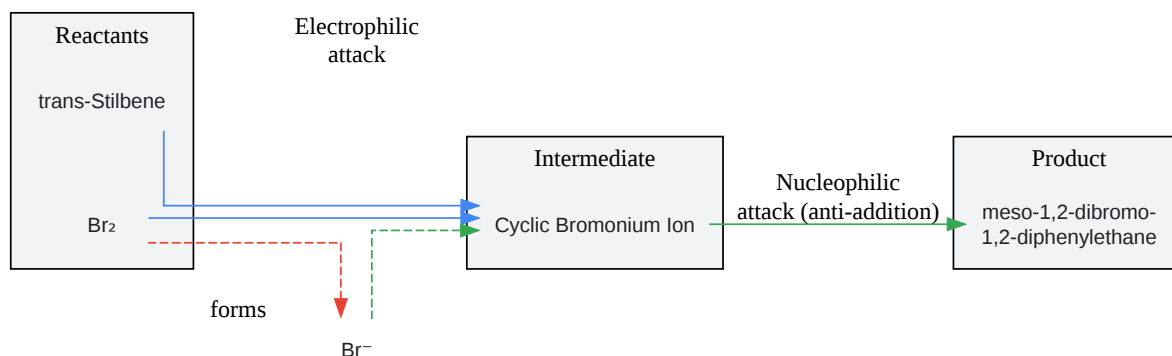 Reactants
trans-Stilbene
Br₂
Electrophilic
attack
forms
Br⁻
Intermediate
Cyclic Bromonium Ion
Nucleophilic
attack (anti-addition)
Product
meso-1,2-dibromo-
1,2-diphenylethane